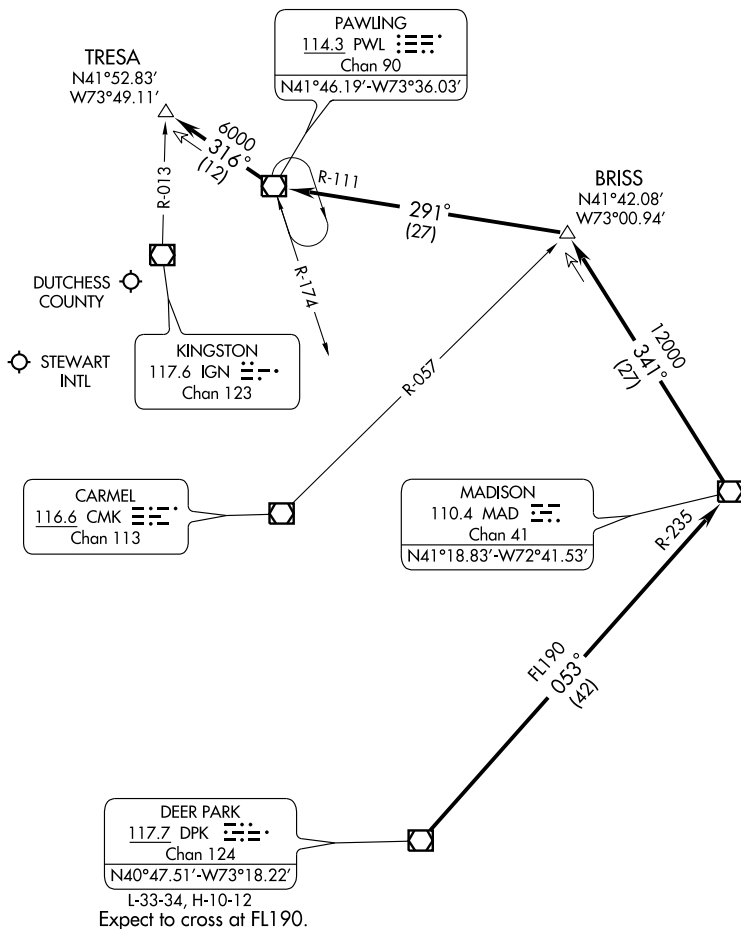 PAWLING
114.3 PWL
Chan 90
N41°46.19'-W73°36.03'
TRESA
N41°52.83'
W73°49.11'
6000
316°
(12)
R-013
R-111
291°
(27)
BRISS
N41°42.08'
W73°00.94'
R-174
DUTCHESS
COUNTY
STEWART
INTL
KINGSTON
117.6 IGN
Chan 123
R-057
12000
341°
(27)
CARMEL
116.6 CMK
Chan 113
MADISON
110.4 MAD
Chan 41
N41°18.83'-W72°41.53'
R-235
FL190
053°
(42)
DEER PARK
117.7 DPK
Chan 124
N40°47.51'-W73°18.22'
L-33-34, H-10-12
Expect to cross at FL190.